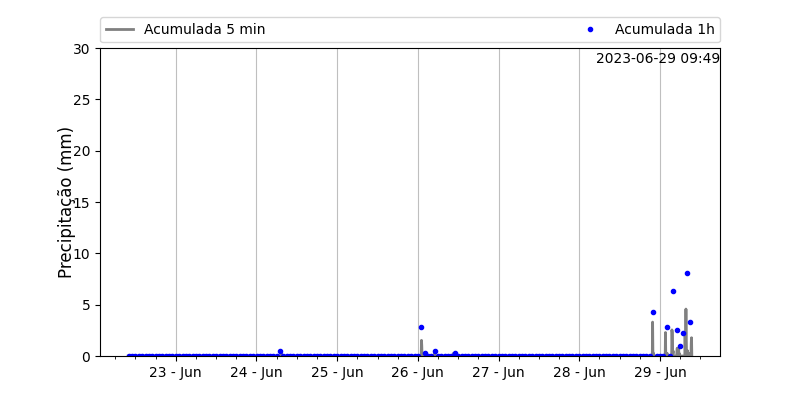 Acumulada 5 min
Acumulada 1h
2023-06-29 09:49
Precipitação (mm)
30
25
20
15
10
5
0
23 - Jun
24 - Jun
25 - Jun
26 - Jun
27 - Jun
28 - Jun
29 - Jun